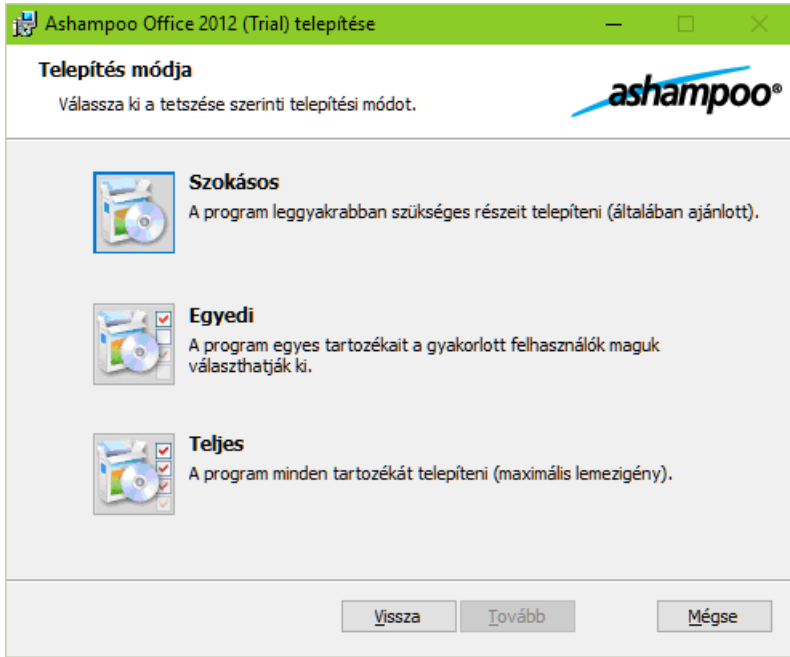 Ashampoo Office 2012 (Trial) telepítése
Telepítés módja
Válassza ki a tetszése szerinti telepítési módot.
ashampoo®
Szokásos
A program leggyakrabban szükséges részeit telepíteni (általában ajánlott).
Egyedi
A program egyes tartozékait a gyakorlott felhasználók maguk
választhatják ki.
Teljes
A program minden tartozékát telepíteni (maximális lemezigény).
Vissza Tovább Mégse